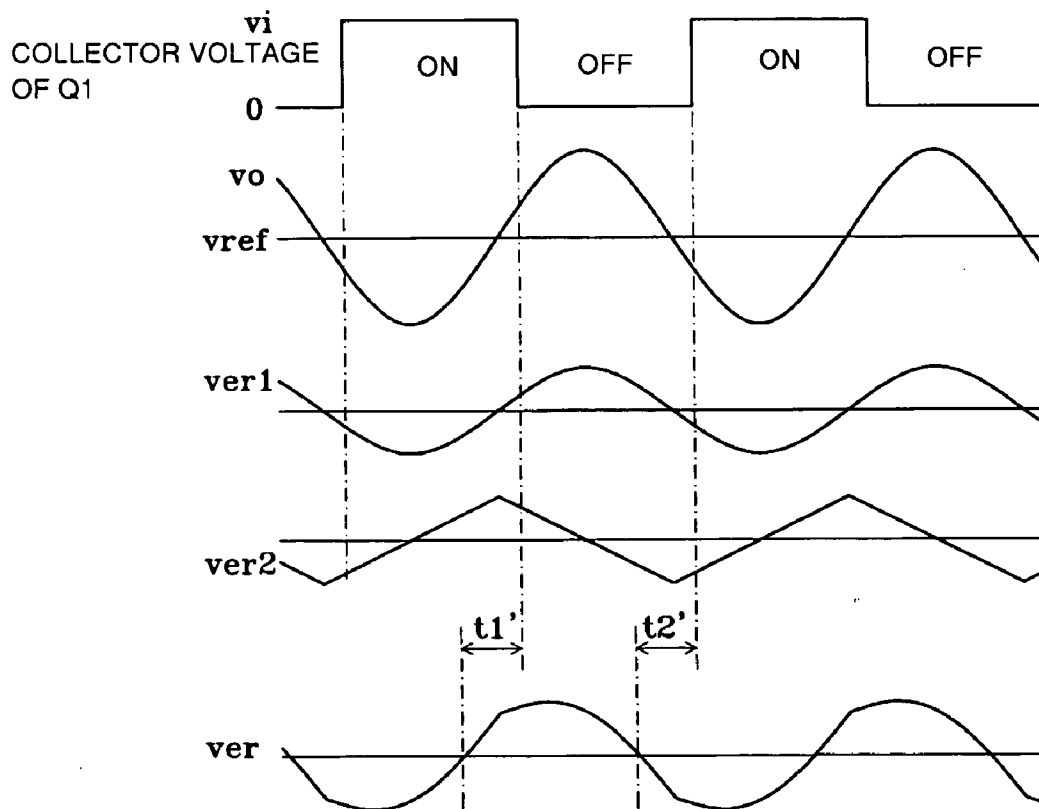 vi
COLLECTOR VOLTAGE
OF Q1
ON OFF ON OFF
0
vo
vref
ver1
ver2
t1' t2'
ver